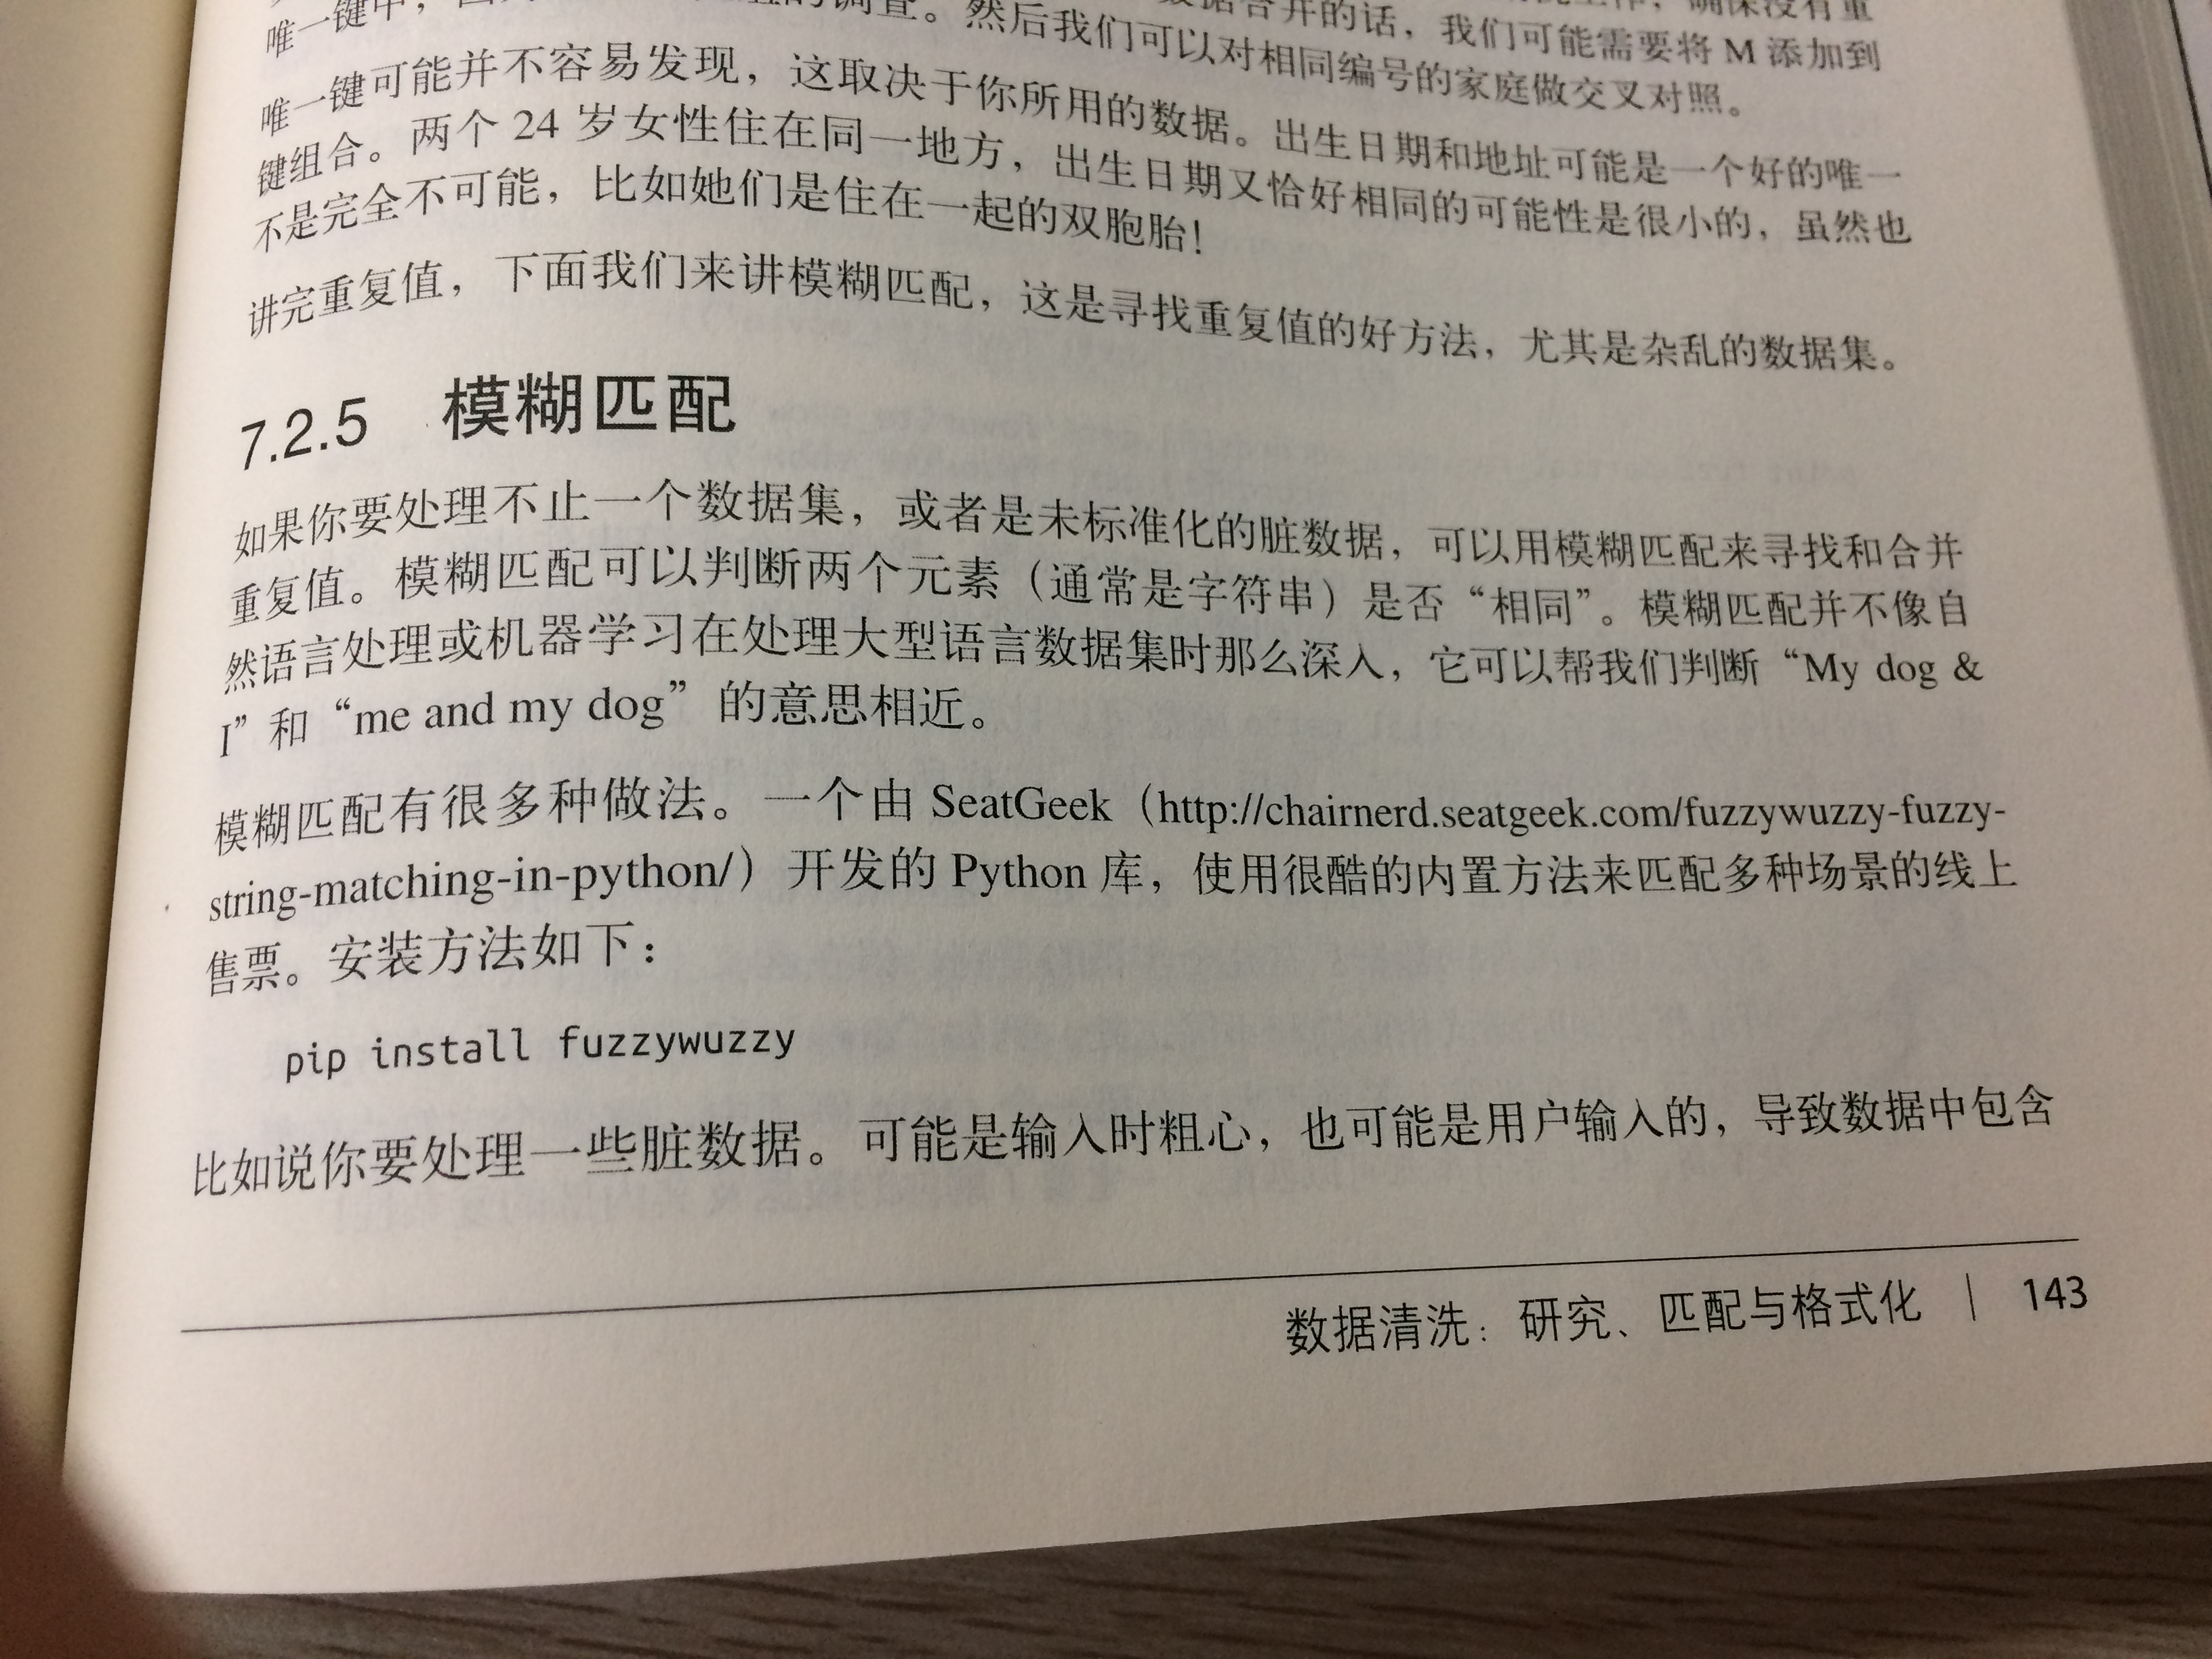 唯一键中，
的调查。然后我们可以对相同编号的家庭做交叉对照。
数据合并的话，我们可能需要将 M 添加到
确保没有重
唯一键可能并不容易发现，这取决于你所用的数据。出生日期和地址可能是一个好的唯一
键组合。两个 24 岁女性住在同一地方，出生日期又恰好相同的可能性是很小的，虽然也
不是完全不可能，比如她们是住在一起的双胞胎！
讲完重复值，下面我们来讲模糊匹配，这是寻找重复值的好方法，尤其是杂乱的数据集。
7.2.5 模糊匹配
如果你要处理不止一个数据集，或者是未标准化的脏数据，可以用模糊匹配来寻找和合并
重复值。模糊匹配可以判断两个元素（通常是字符串）是否“相同”。模糊匹配并不像自
然语言处理或机器学习在处理大型语言数据集时那么深入，它可以帮我们判断“My dog &
I”和“me and my dog”的意思相近。
模糊匹配有很多种做法。一个由 SeatGeek（http://chairnerd.seatgeek.com/fuzzywuzzy-fuzzy-
string-matching-in-python/）开发的 Python 库，使用很酷的内置方法来匹配多种场景的线上
售票。安装方法如下：
pip install fuzzywuzzy
比如说你要处理一些脏数据。可能是输入时粗心，也可能是用户输入的，导致数据中包含
数据清洗：研究、匹配与格式化 | 143